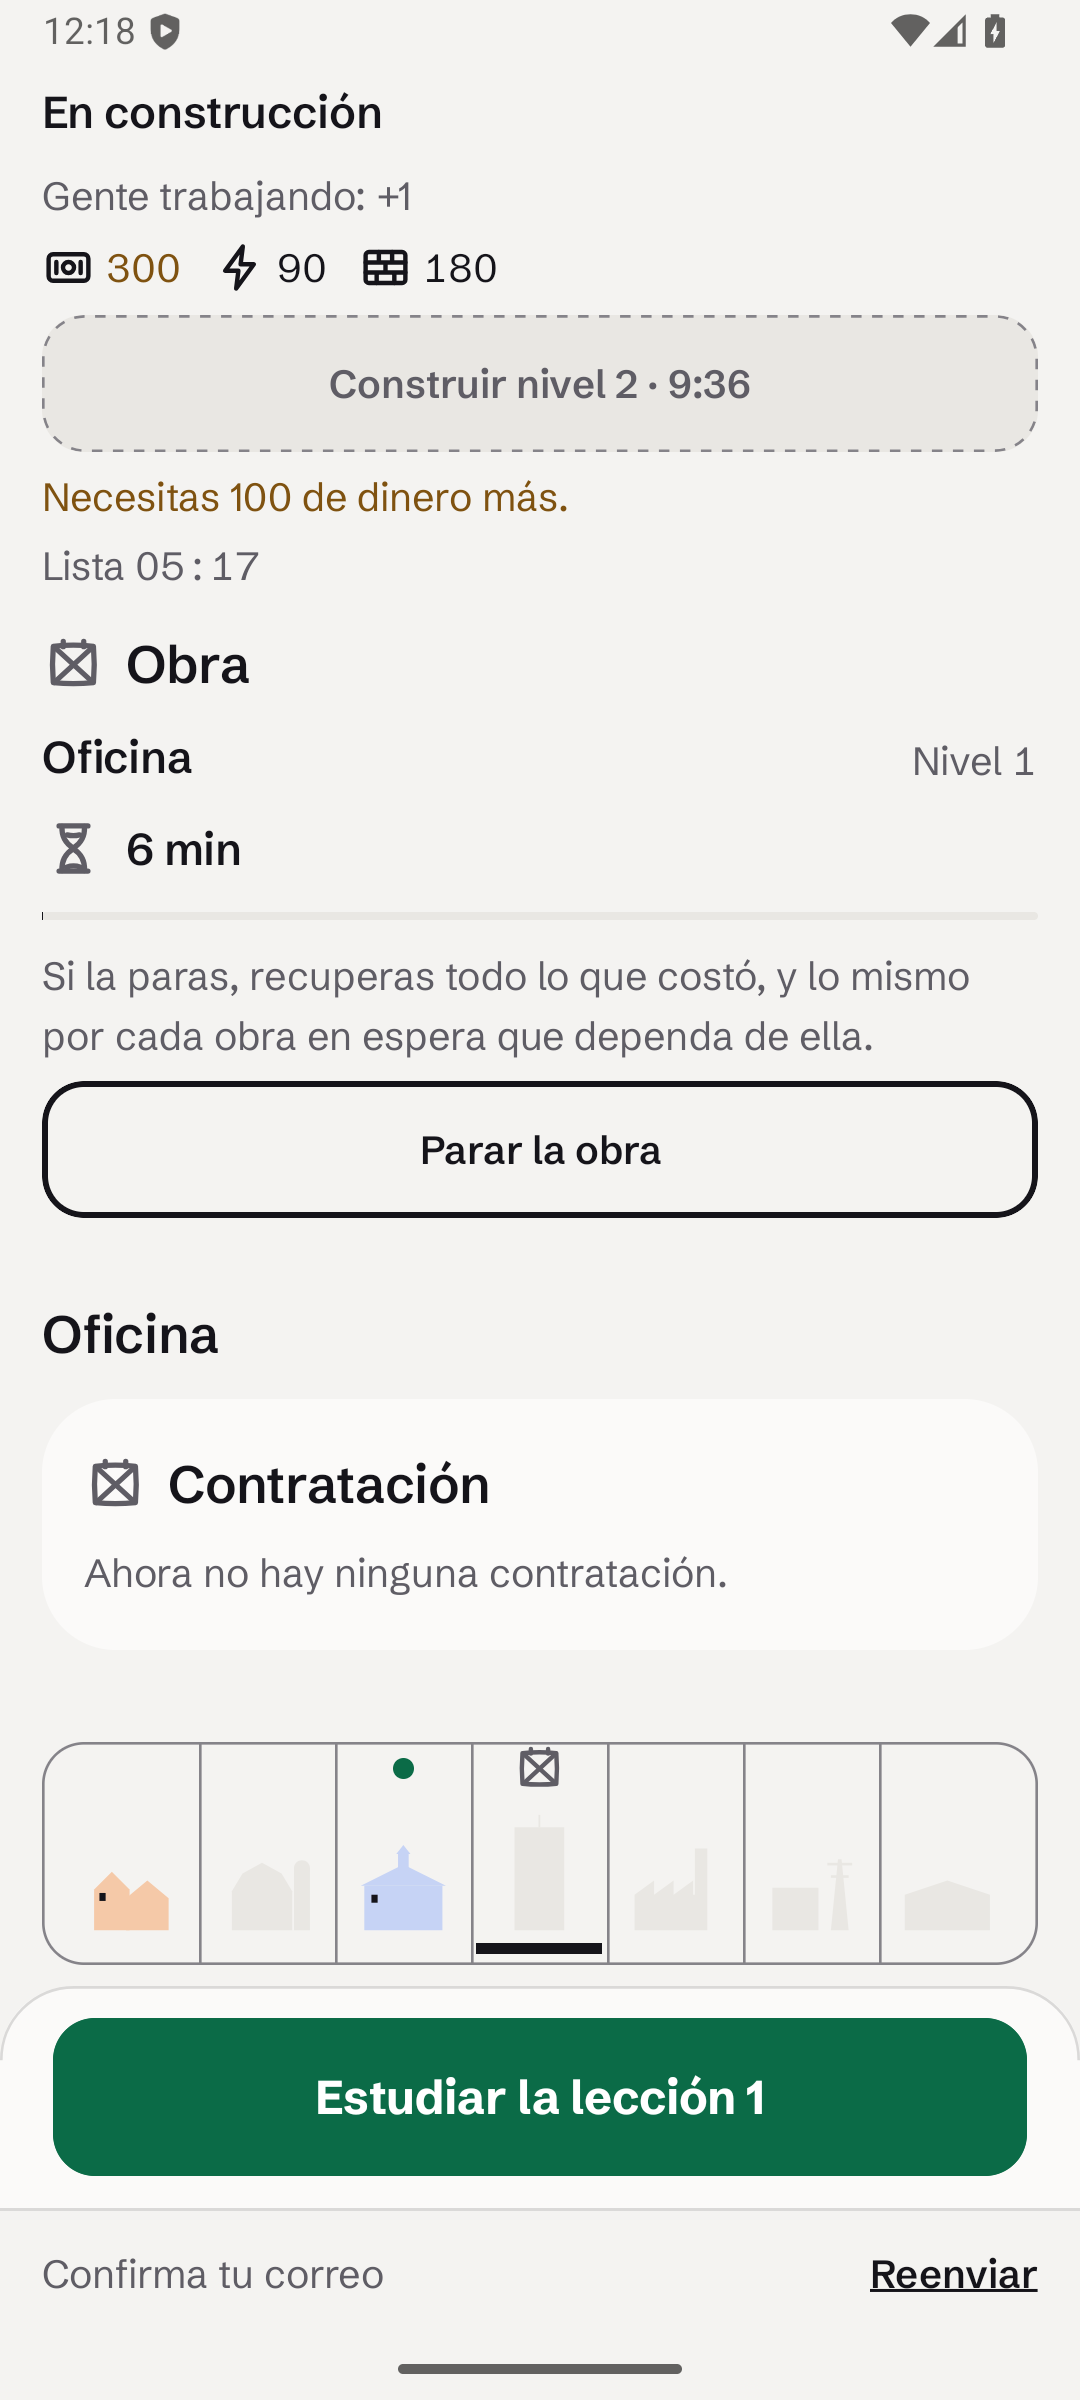 12:18
En construcción
Gente trabajando: +1
300 90 180
Construir nivel 2 · 9:36
Necesitas 100 de dinero más.
Lista 05:17
Obra
Oficina Nivel 1
6 min
Si la paras, recuperas todo lo que costó, y lo mismo
por cada obra en espera que dependa de ella.
Parar la obra
Oficina
Contratación
Ahora no hay ninguna contratación.
Estudiar la lección 1
Confirma tu correo Reenviar